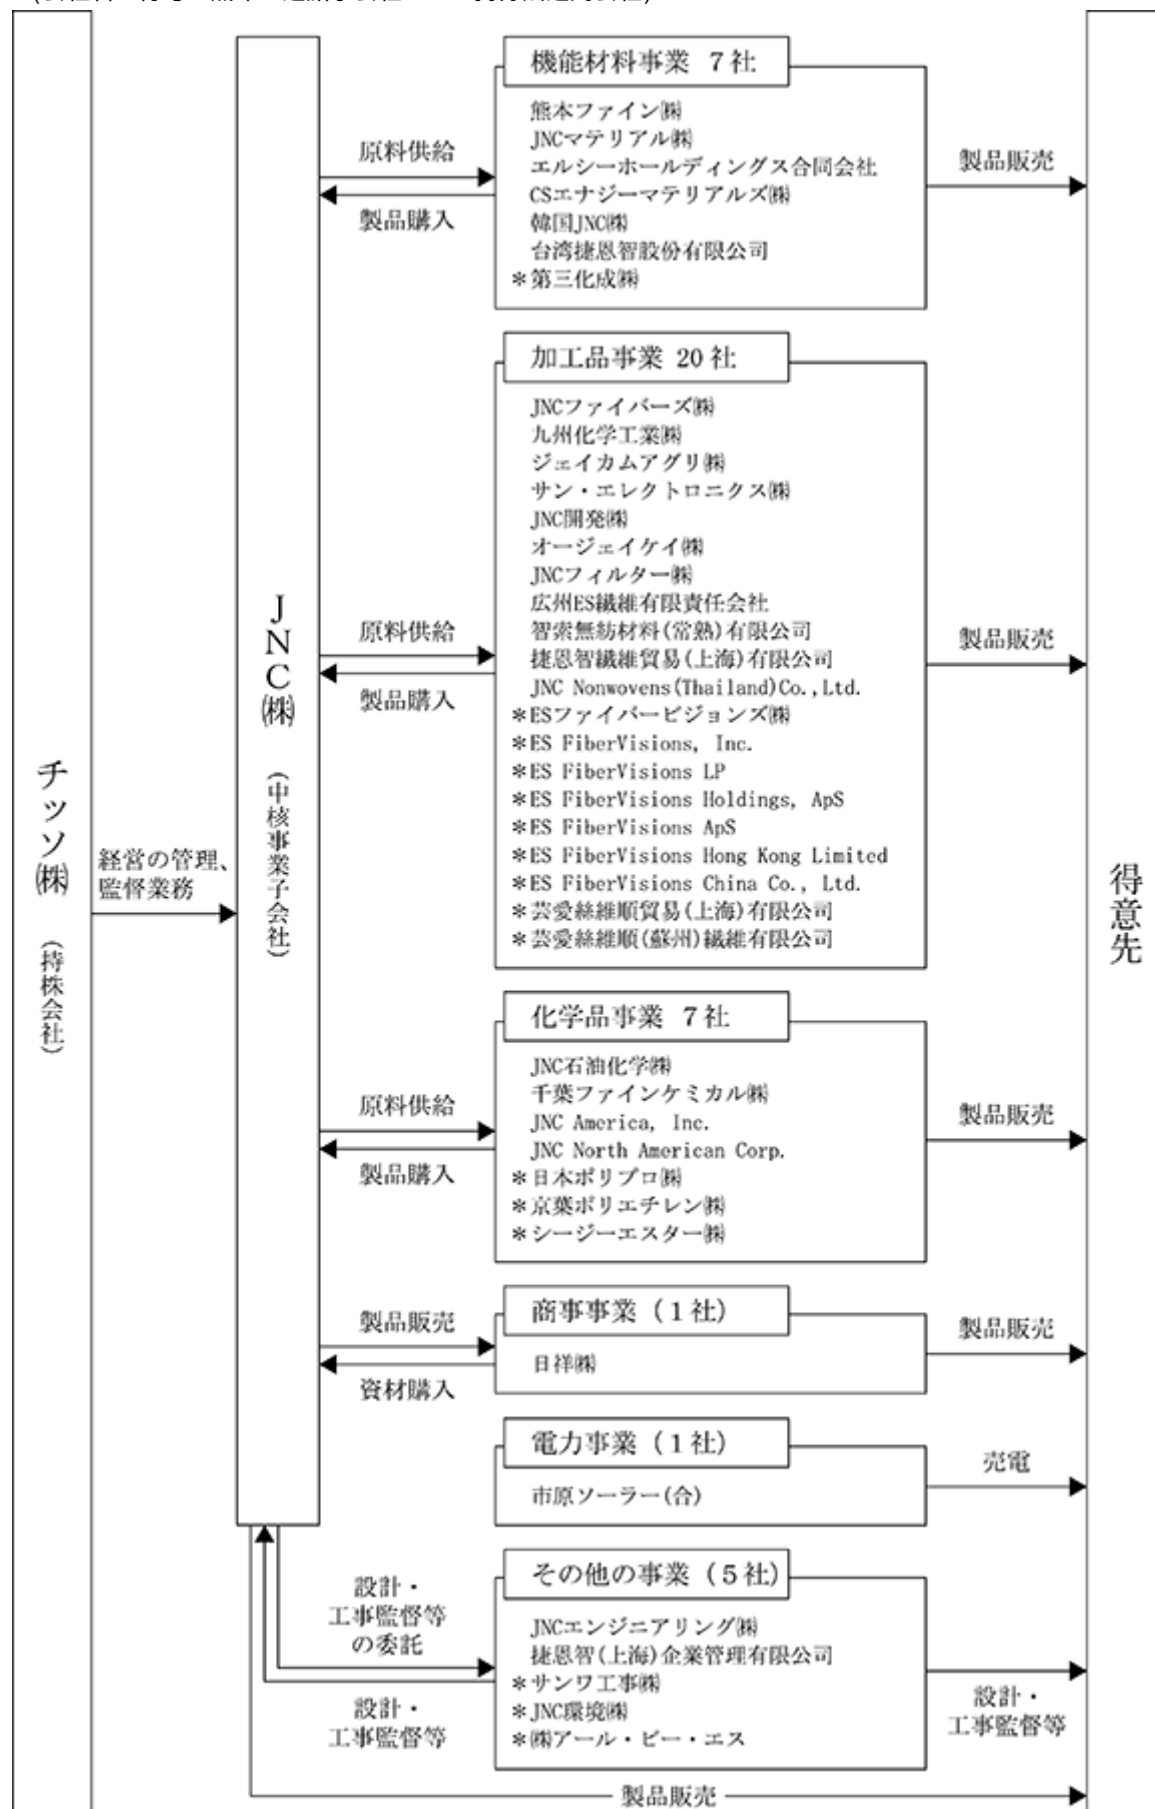 チッソ㈱
(持株会社)
経営の管理、
監督業務
JNC㈱
(中核事業子会社)
原料供給
製品購入
機能材料事業 7社
熊本ファイン㈱
JNCマテリアル㈱
エルシーホールディングス合同会社
CSエナジーマテリアルズ㈱
韓国JNC㈱
台湾捷恩智股份有限公司
*第三化成㈱
製品販売
原料供給
製品購入
加工品事業 20社
JNCファイバーズ㈱
九州化学工業㈱
ジェイカムアグリ㈱
サン・エレクトロニクス㈱
JNC開発㈱
オージェイケイ㈱
JNCフィルター㈱
広州ES繊維有限責任会社
智索無紡材料(常熟)有限公司
捷恩智繊維貿易(上海)有限公司
JNC Nonwovens(Thailand)Co.,Ltd.
*ESファイバービジョンズ㈱
*ES FiberVisions, Inc.
*ES FiberVisions LP
*ES FiberVisions Holdings, ApS
*ES FiberVisions ApS
*ES FiberVisions Hong Kong Limited
*ES FiberVisions China Co., Ltd.
*芸愛絲維順貿易(上海)有限公司
*芸愛絲維順(蘇州)繊維有限公司
製品販売
原料供給
製品購入
化学品事業 7社
JNC石油化学㈱
千葉ファインケミカル㈱
JNC America, Inc.
JNC North American Corp.
*日本ポリプロ㈱
*京葉ポリエチレン㈱
*シージーエスター㈱
製品販売
製品販売
資材購入
商事事業(1社)
日祥㈱
製品販売
電力事業(1社)
市原ソーラー(合)
売電
設計・
工事監督等
の委託
設計・
工事監督等
その他の事業(5社)
JNCエンジニアリング㈱
捷恩智(上海)企業管理有限公司
*サンワ工事㈱
*JNC環境㈱
*㈱アール・ビー・エス
設計・
工事監督等
製品販売
得意先